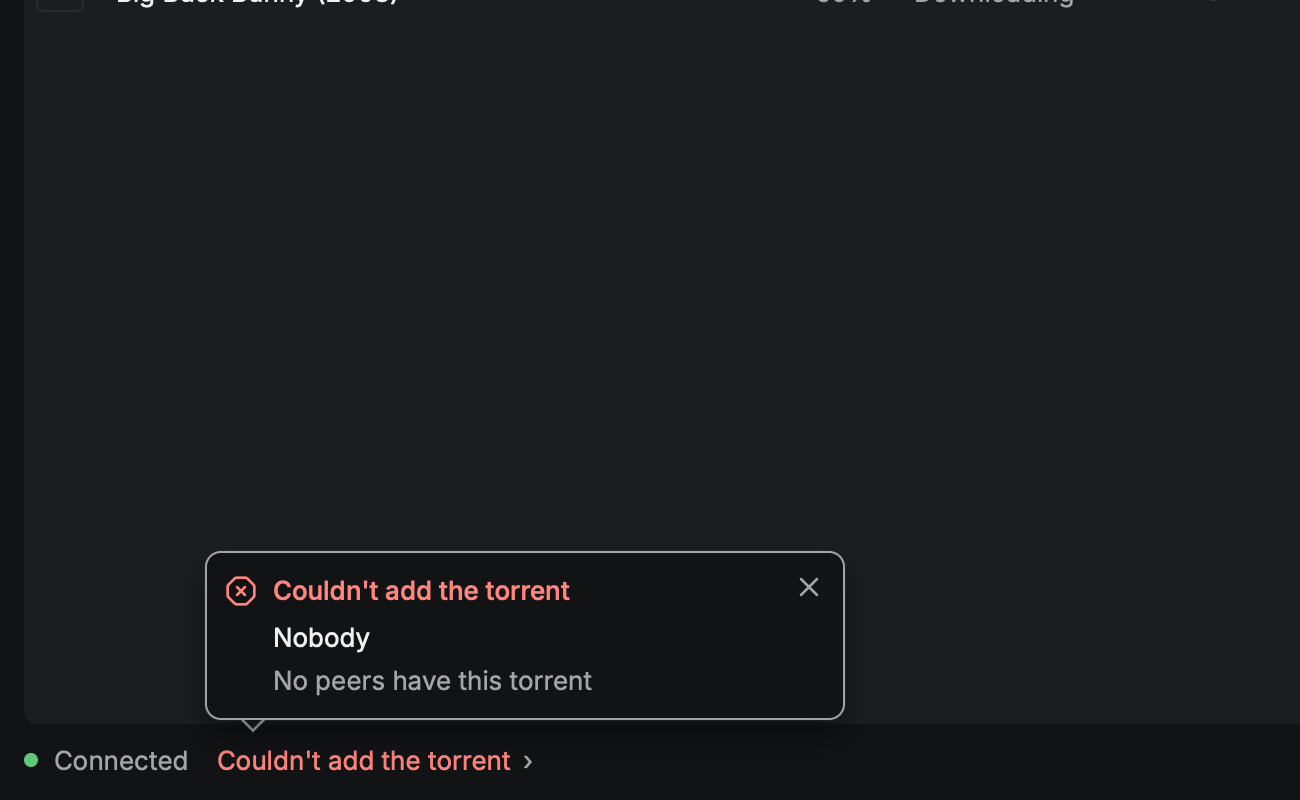 Couldn't add the torrent
Nobody
No peers have this torrent
Connected Couldn't add the torrent ›